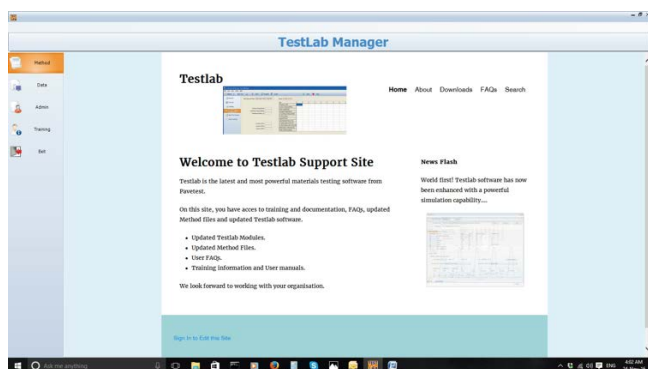 TestLab Manager
Method
Data
Admin
Training
Exit
Testlab
Home About Downloads FAQs Search
Welcome to Testlab Support Site
Testlab is the latest and most powerful materials testing software from
Pavetest.
On this site, you have acces to training and documentation, FAQs, updated
Method files and updated Testlab software.
• Updated Testlab Modules.
• Updated Method Files.
• User FAQs.
• Training information and User manuals.
We look forward to working with your organisation.
News Flash
World first! Testlab software has now
been enhanced with a powerful
simulation capability....
Sign In to Edit this Site
Ask me anything
ENG
4:02 AM